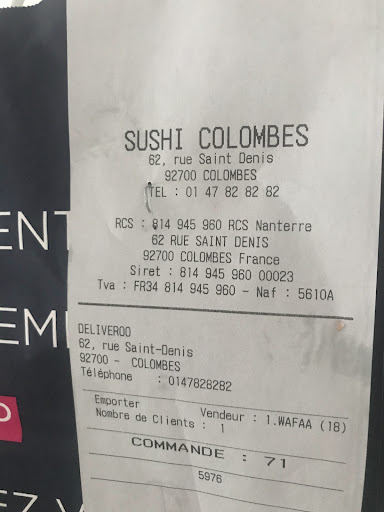 SUSHI COLOMBES
62, rue Saint Denis
92700 COLOMBES
TEL : 01 47 82 82 82
RCS : 814 945 960 RCS Nanterre
62 RUE SAINT DENIS
92700 COLOMBES France
Siret : 814 945 960 00023
Tva : FR34 814 945 960 - Naf : 5610A
ENT
EM
DELIVEROO
62, rue Saint-Denis
92700 - COLOMBES
Téléphone : 0147828282
Emporter Vendeur : 1.WAFAA (18)
Nombre de Clients : 1
COMMANDE : 71
5976
EZ V